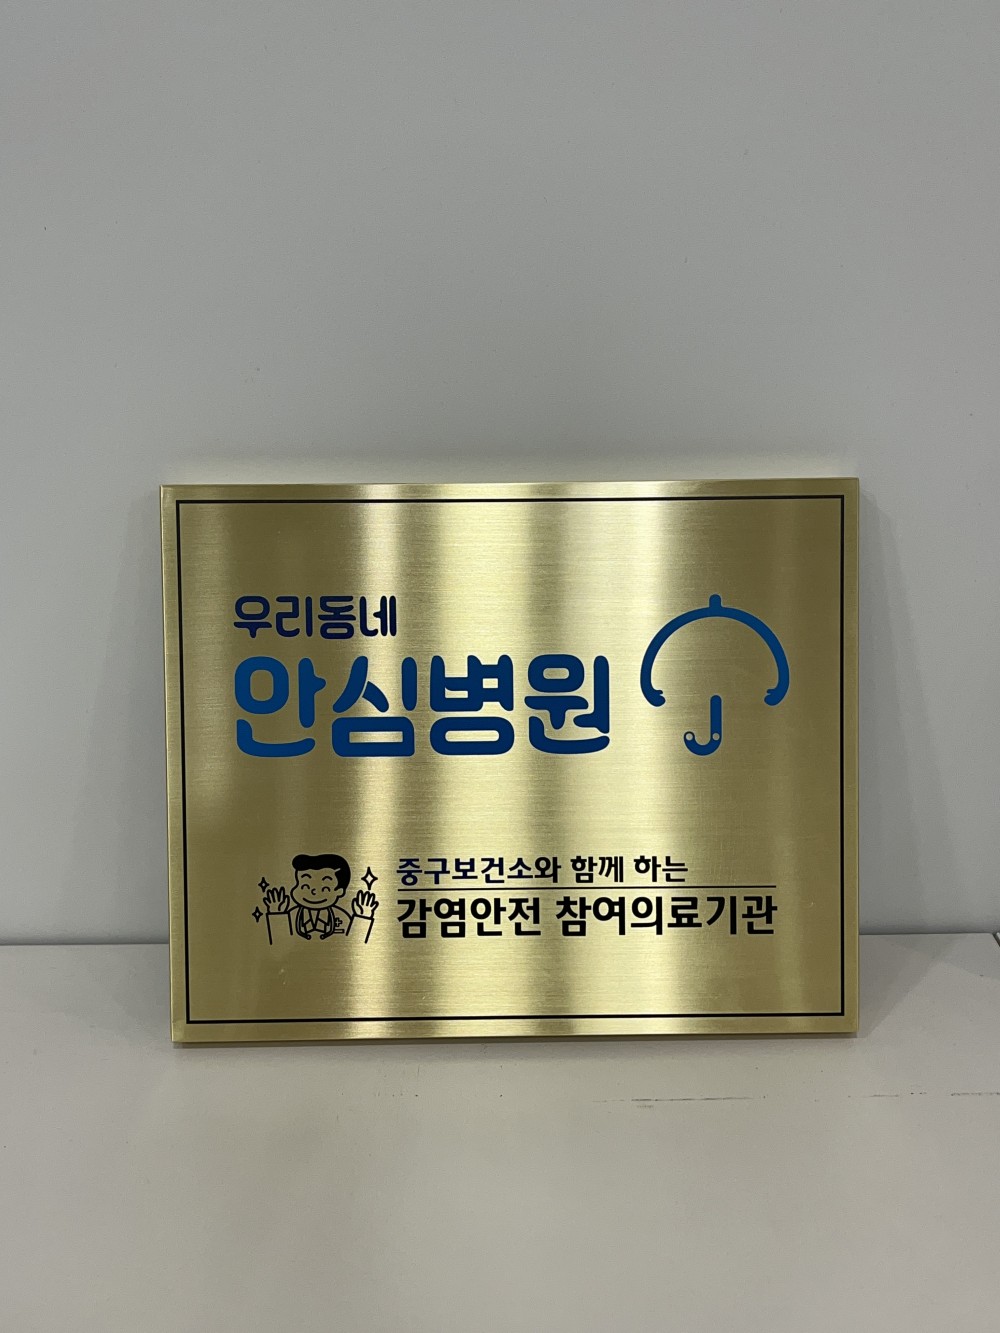 우리동네
안심병원
중구보건소와 함께 하는
감염안전 참여의료기관